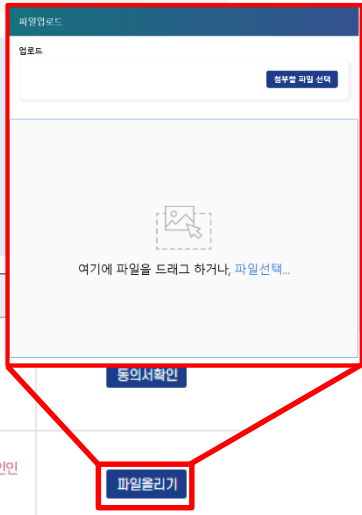 파일업로드
업로드
첨부할 파일 선택
여기에 파일을 드래그 하거나, 파일선택...
동의서확인
파일올리기